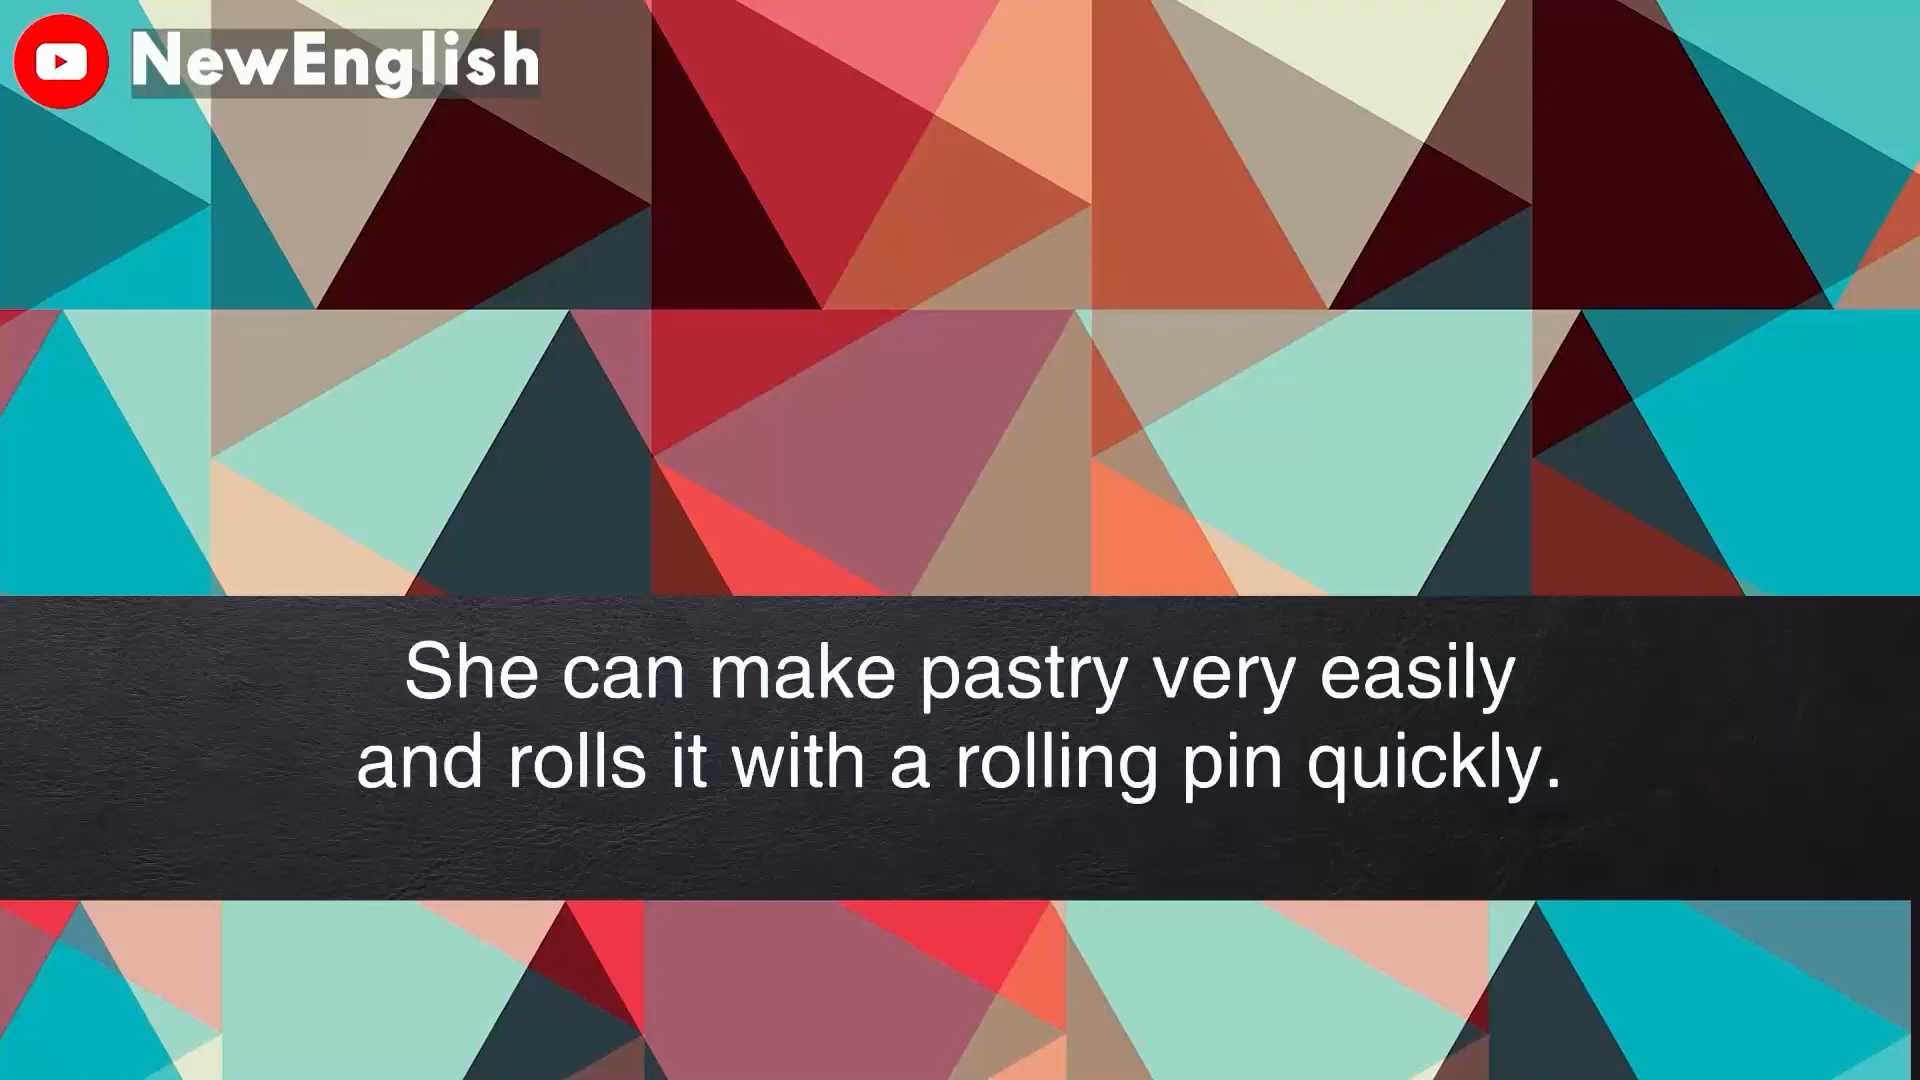 NewEnglish
She can make pastry very easily
and rolls it with a rolling pin quickly.